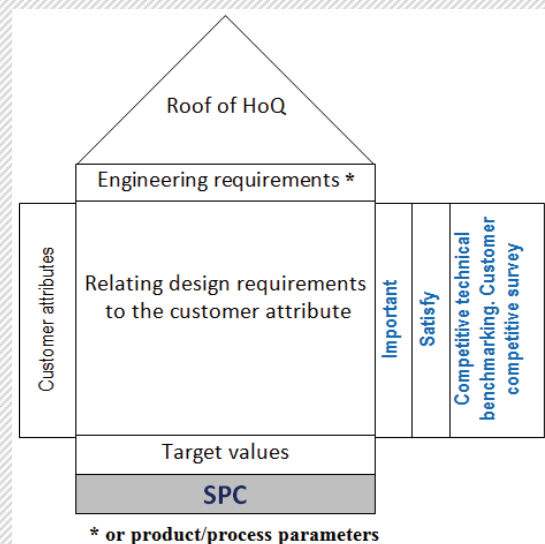 Roof of HoQ
Engineering requirements *
Customer attributes
Relating design requirements
to the customer attribute
Important
Satisfy
Competitive technical
benchmarking. Customer
competitive survey
Target values
SPC
* or product/process parameters